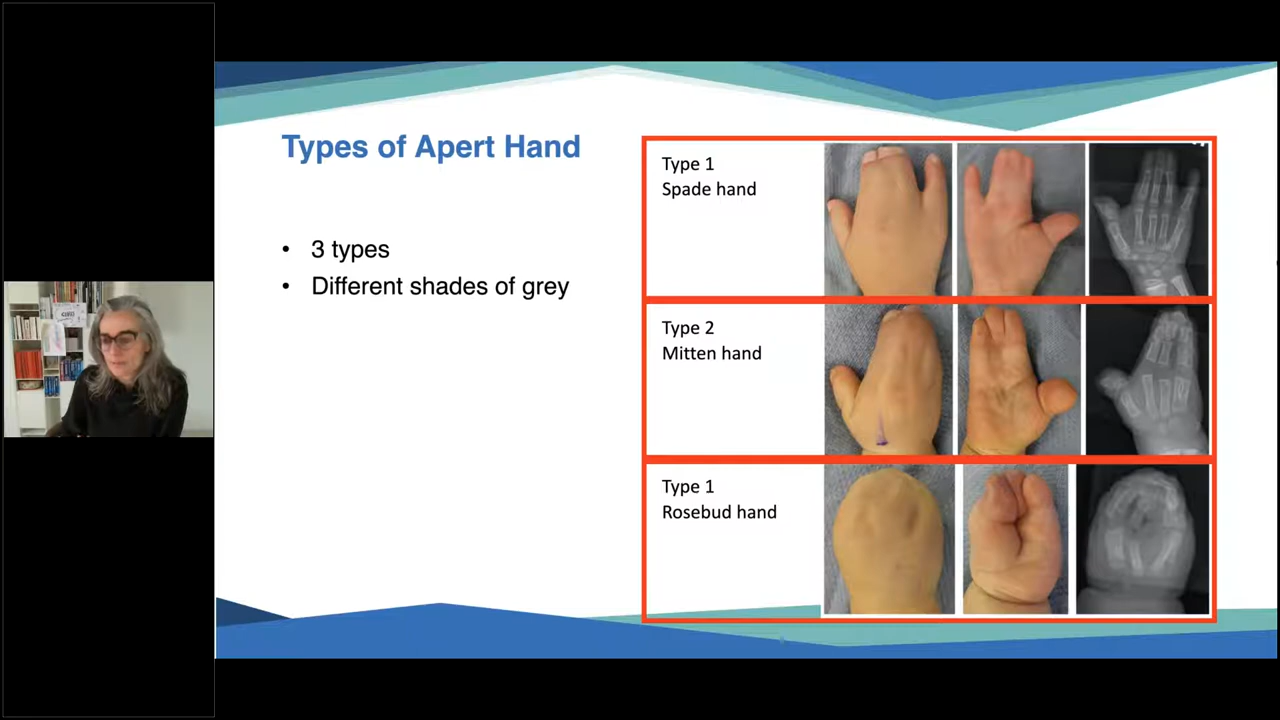 Types of Apert Hand
• 3 types
• Different shades of grey
Type 1
Spade hand
Type 2
Mitten hand
Type 1
Rosebud hand